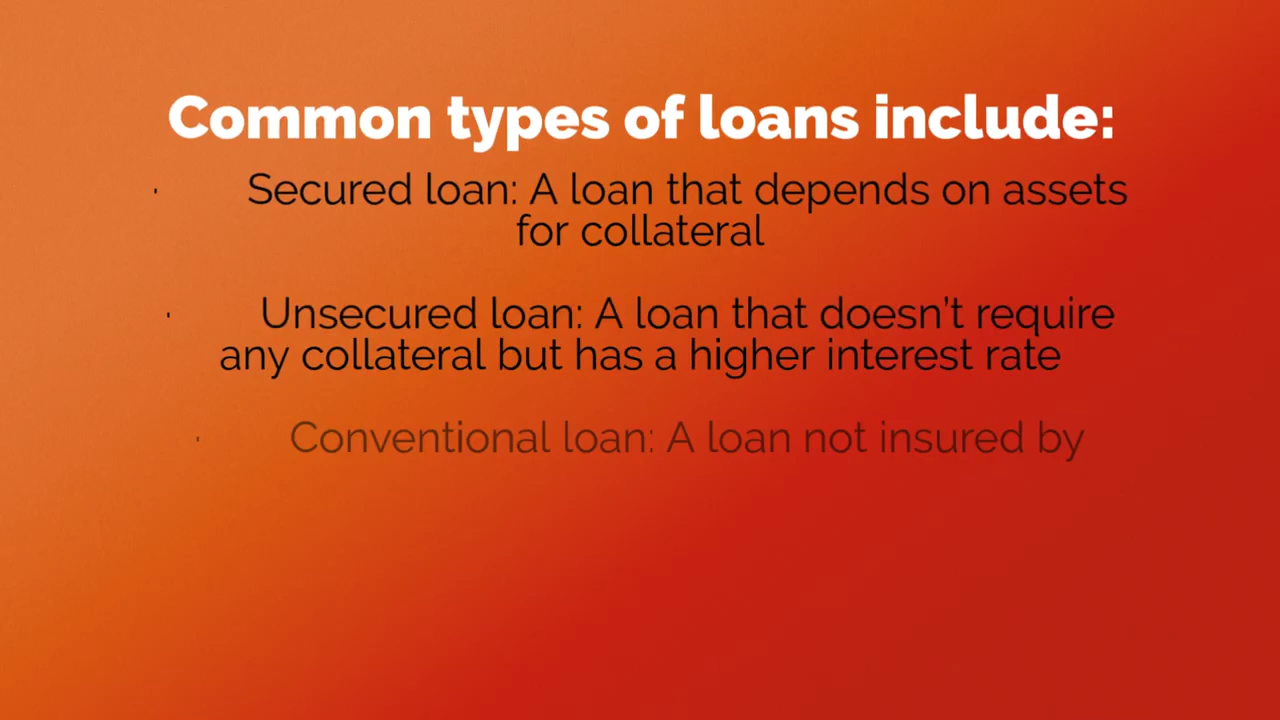 Common types of loans include:
· Secured loan: A loan that depends on assets
for collateral
· Unsecured loan: A loan that doesn’t require
any collateral but has a higher interest rate
· Conventional loan: A loan not insured by